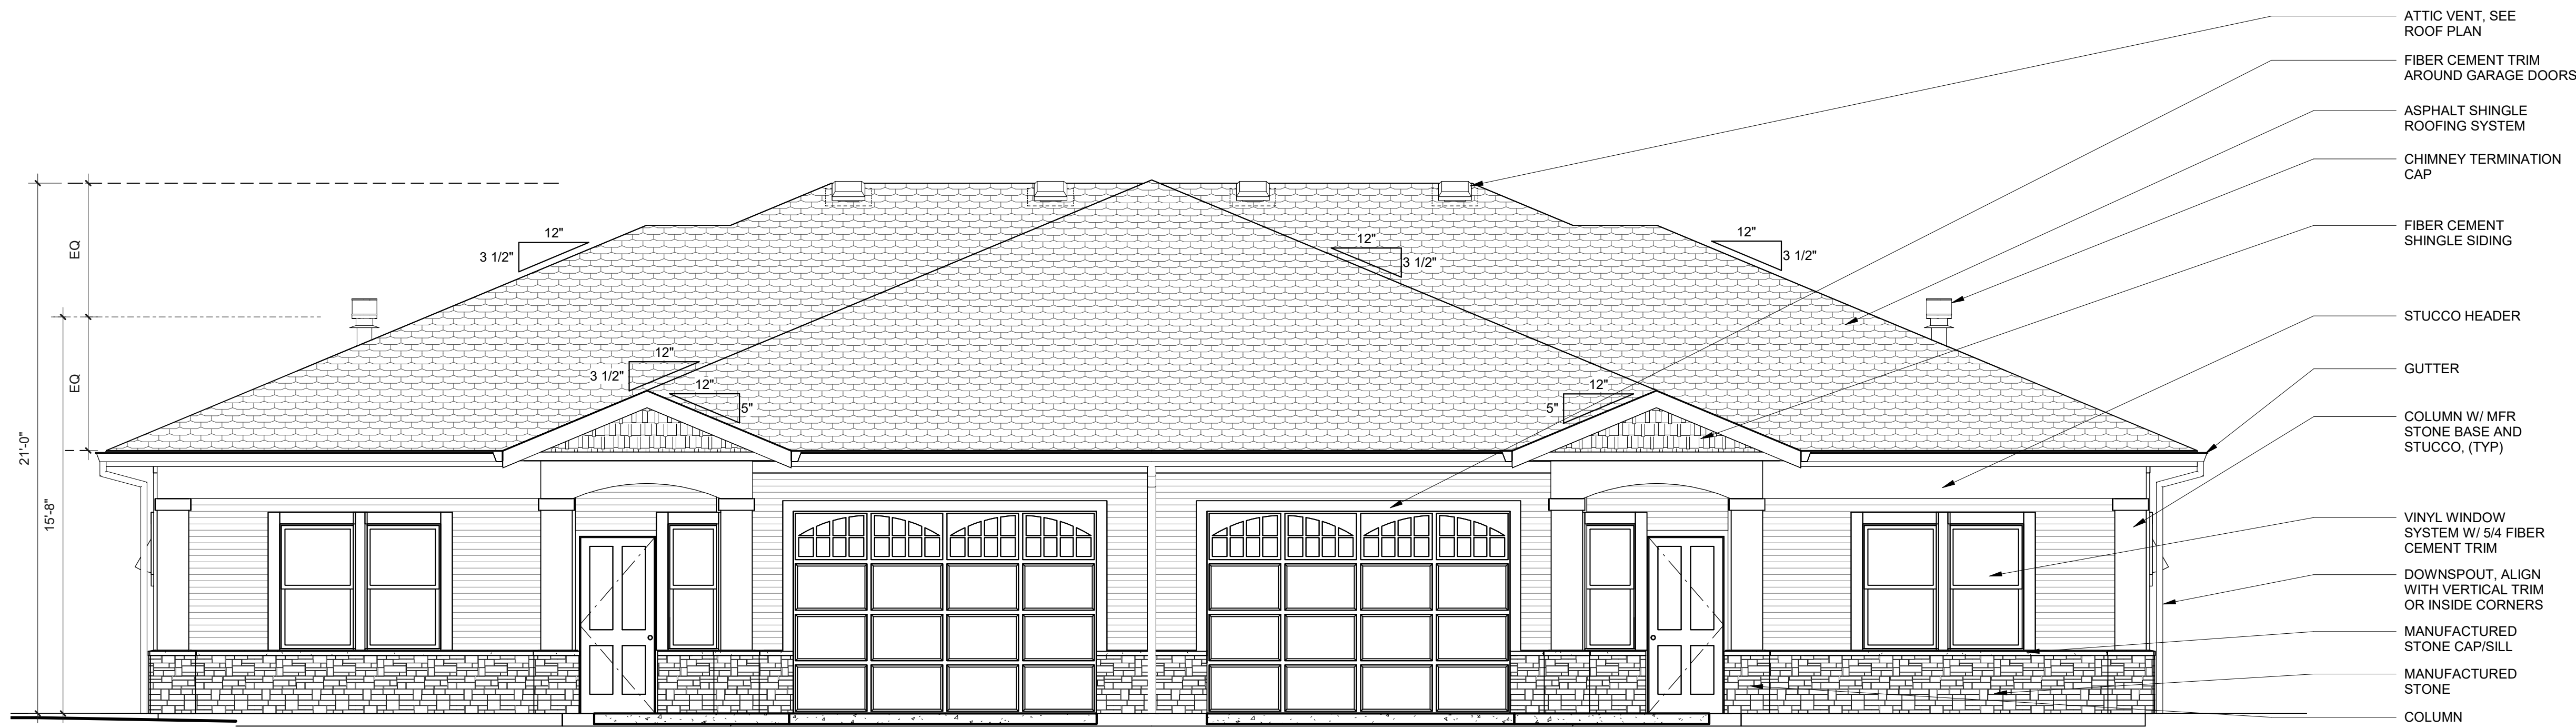 ATTIC VENT, SEE
ROOF PLAN
FIBER CEMENT TRIM
AROUND GARAGE DOORS
ASPHALT SHINGLE
ROOFING SYSTEM
CHIMNEY TERMINATION
CAP
FIBER CEMENT
SHINGLE SIDING
STUCCO HEADER
GUTTER
COLUMN W/ MFR
STONE BASE AND
STUCCO, (TYP)
VINYL WINDOW
SYSTEM W/ 5/4 FIBER
CEMENT TRIM
DOWNSPOUT, ALIGN
WITH VERTICAL TRIM
OR INSIDE CORNERS
MANUFACTURED
STONE CAP/SILL
MANUFACTURED
STONE
COLUMN
12"
3 1/2"
12"
3 1/2"
12"
3 1/2"
12"
3 1/2"
12"
5"
12"
5"
EQ
EQ
21'-0"
15'-8"